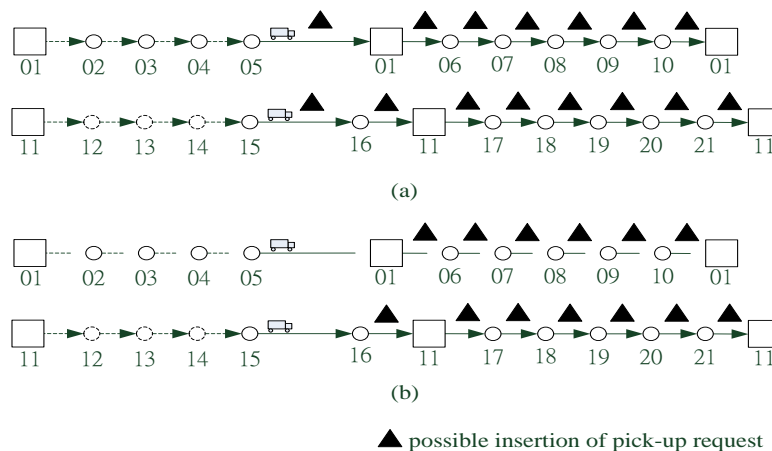 01 02 03 04 05 01 06 07 08 09 10 01
11 12 13 14 15 16 11 17 18 19 20 21 11
(a)
01 02 03 04 05 01 06 07 08 09 10 01
11 12 13 14 15 16 11 17 18 19 20 21 11
(b)
possible insertion of pick-up request